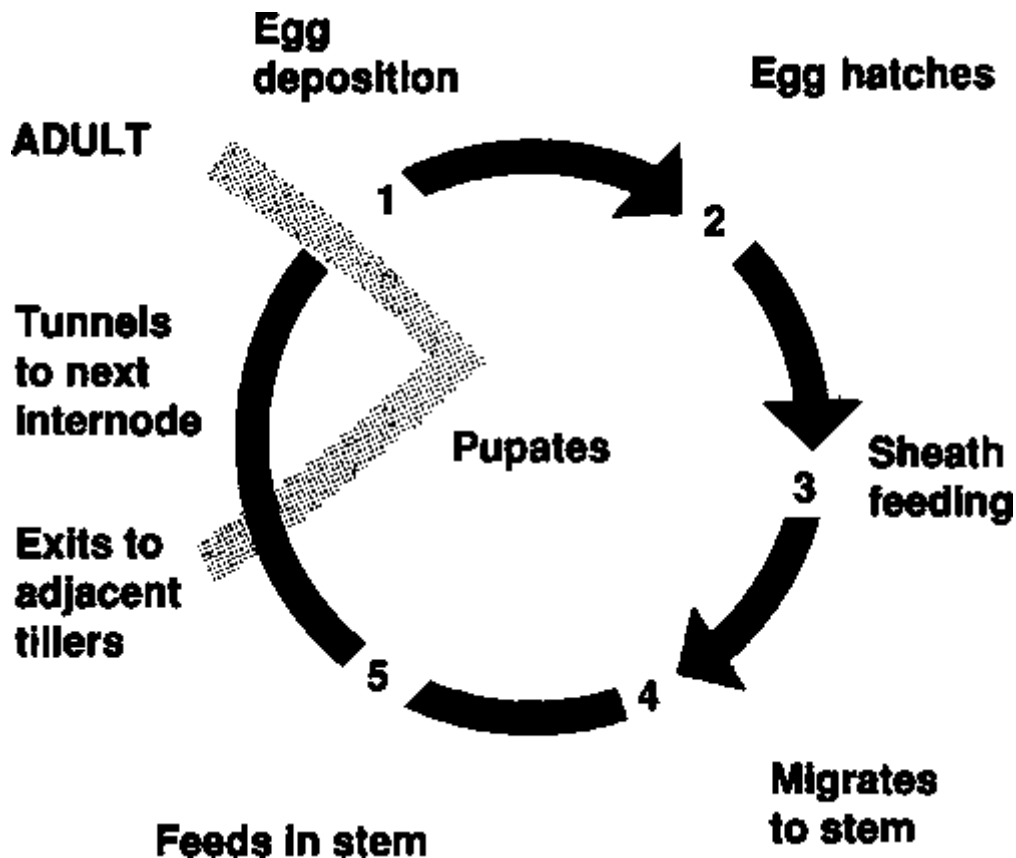 Egg
deposition
Egg hatches
ADULT
1
2
Tunnels
to next
internode
Pupates
Sheath
feeding
3
Exits to
adjacent
tillers
5
4
Migrates
to stem
Feeds in stem